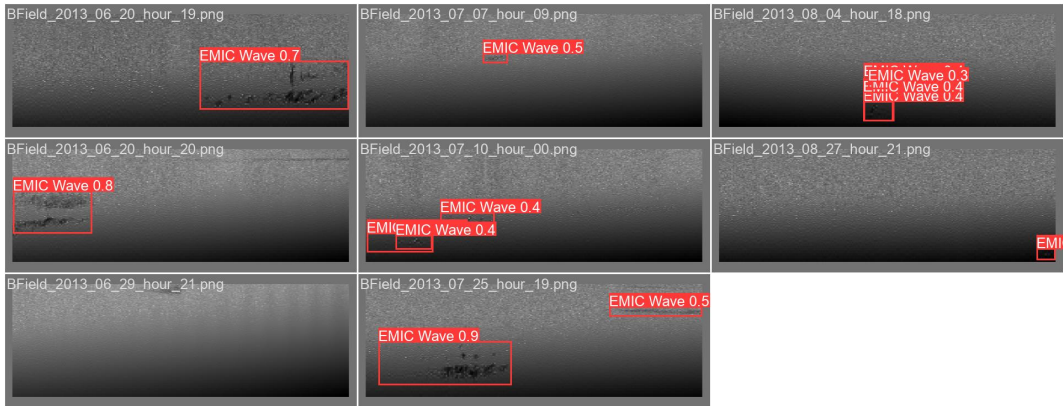 BField_2013_06_20_hour_19.png
EMIC Wave 0.7
BField_2013_07_07_hour_09.png
EMIC Wave 0.5
BField_2013_08_04_hour_18.png
EMIC Wave 0.3
EMIC Wave 0.4
EMIC Wave 0.4
BField_2013_06_20_hour_20.png
EMIC Wave 0.8
BField_2013_07_10_hour_00.png
EMIC Wave 0.4
EMIC Wave 0.4
BField_2013_08_27_hour_21.png
BField_2013_06_29_hour_21.png
BField_2013_07_25_hour_19.png
EMIC Wave 0.5
EMIC Wave 0.9